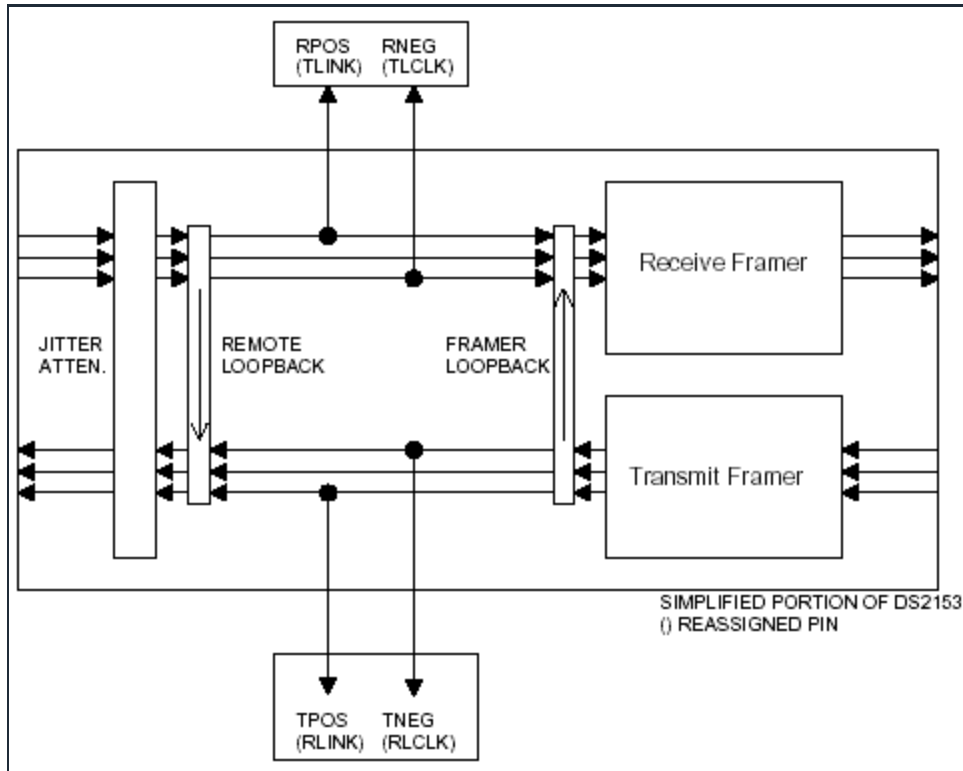 RPOS RNEG
(TLINK) (TLCLK)
Receive Framer
JITTER
ATTEN.
REMOTE
LOOPBACK
FRAMER
LOOPBACK
Transmit Framer
SIMPLIFIED PORTION OF DS2153
() REASSIGNED PIN
TPOS TNEG
(RLINK) (RLCLK)